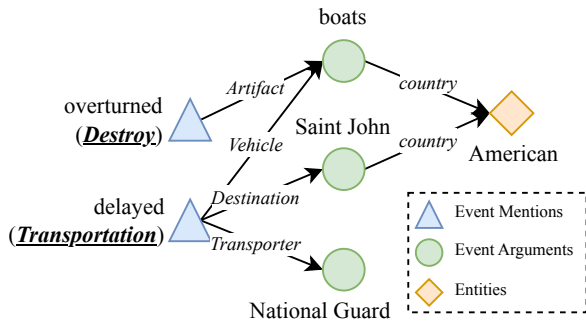 boats
Artifact
country
overturned
(Destroy)
Vehicle
Saint John
country
American
Destination
delayed
(Transportation)
Transporter
National Guard
Event Mentions
Event Arguments
Entities